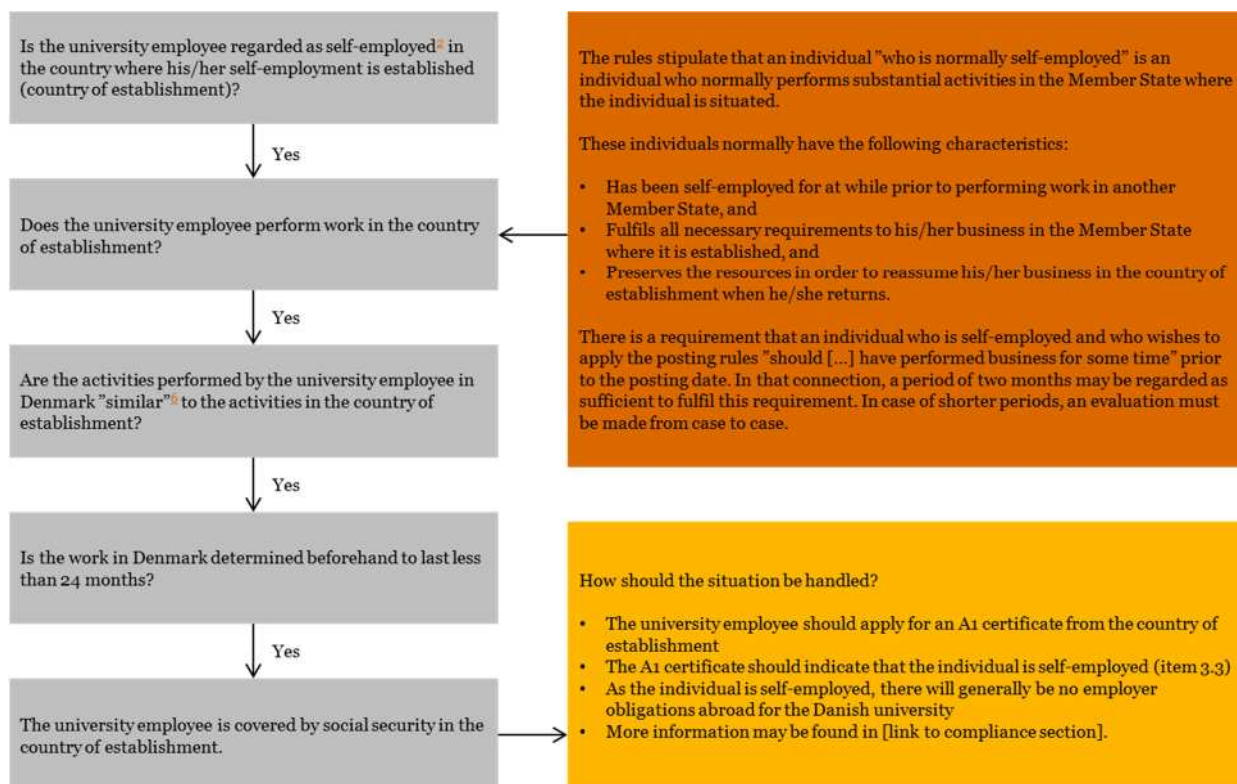 Is the university employee regarded as self-employed² in
the country where his/her self-employment is established
(country of establishment)?
Yes
Does the university employee perform work in the country
of establishment?
Yes
Are the activities performed by the university employee in
Denmark ”similar”⁶ to the activities in the country of
establishment?
Yes
Is the work in Denmark determined beforehand to last less
than 24 months?
Yes
The university employee is covered by social security in the
country of establishment.
The rules stipulate that an individual ”who is normally self-employed” is an
individual who normally performs substantial activities in the Member State where
the individual is situated.
These individuals normally have the following characteristics:
• Has been self-employed for at while prior to performing work in another
Member State, and
• Fulfils all necessary requirements to his/her business in the Member State
where it is established, and
• Preserves the resources in order to reassume his/her business in the country of
establishment when he/she returns.
There is a requirement that an individual who is self-employed and who wishes to
apply the posting rules ”should [...] have performed business for some time” prior
to the posting date. In that connection, a period of two months may be regarded as
sufficient to fulfil this requirement. In case of shorter periods, an evaluation must
be made from case to case.
How should the situation be handled?
• The university employee should apply for an A1 certificate from the country of
establishment
• The A1 certificate should indicate that the individual is self-employed (item 3.3)
• As the individual is self-employed, there will generally be no employer
obligations abroad for the Danish university
• More information may be found in [link to compliance section].